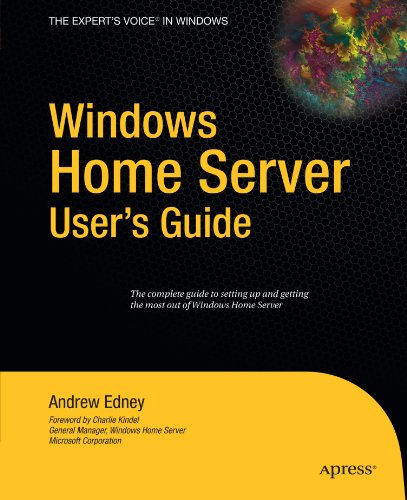 THE EXPERT'S VOICE® IN WINDOWS
Windows
Home Server
User's Guide
The complete guide to setting up and getting
the most out of Windows Home Server
Andrew Edney
Foreword by Charlie Kindel
General Manager, Windows Home Server
Microsoft Corporation
Apress®